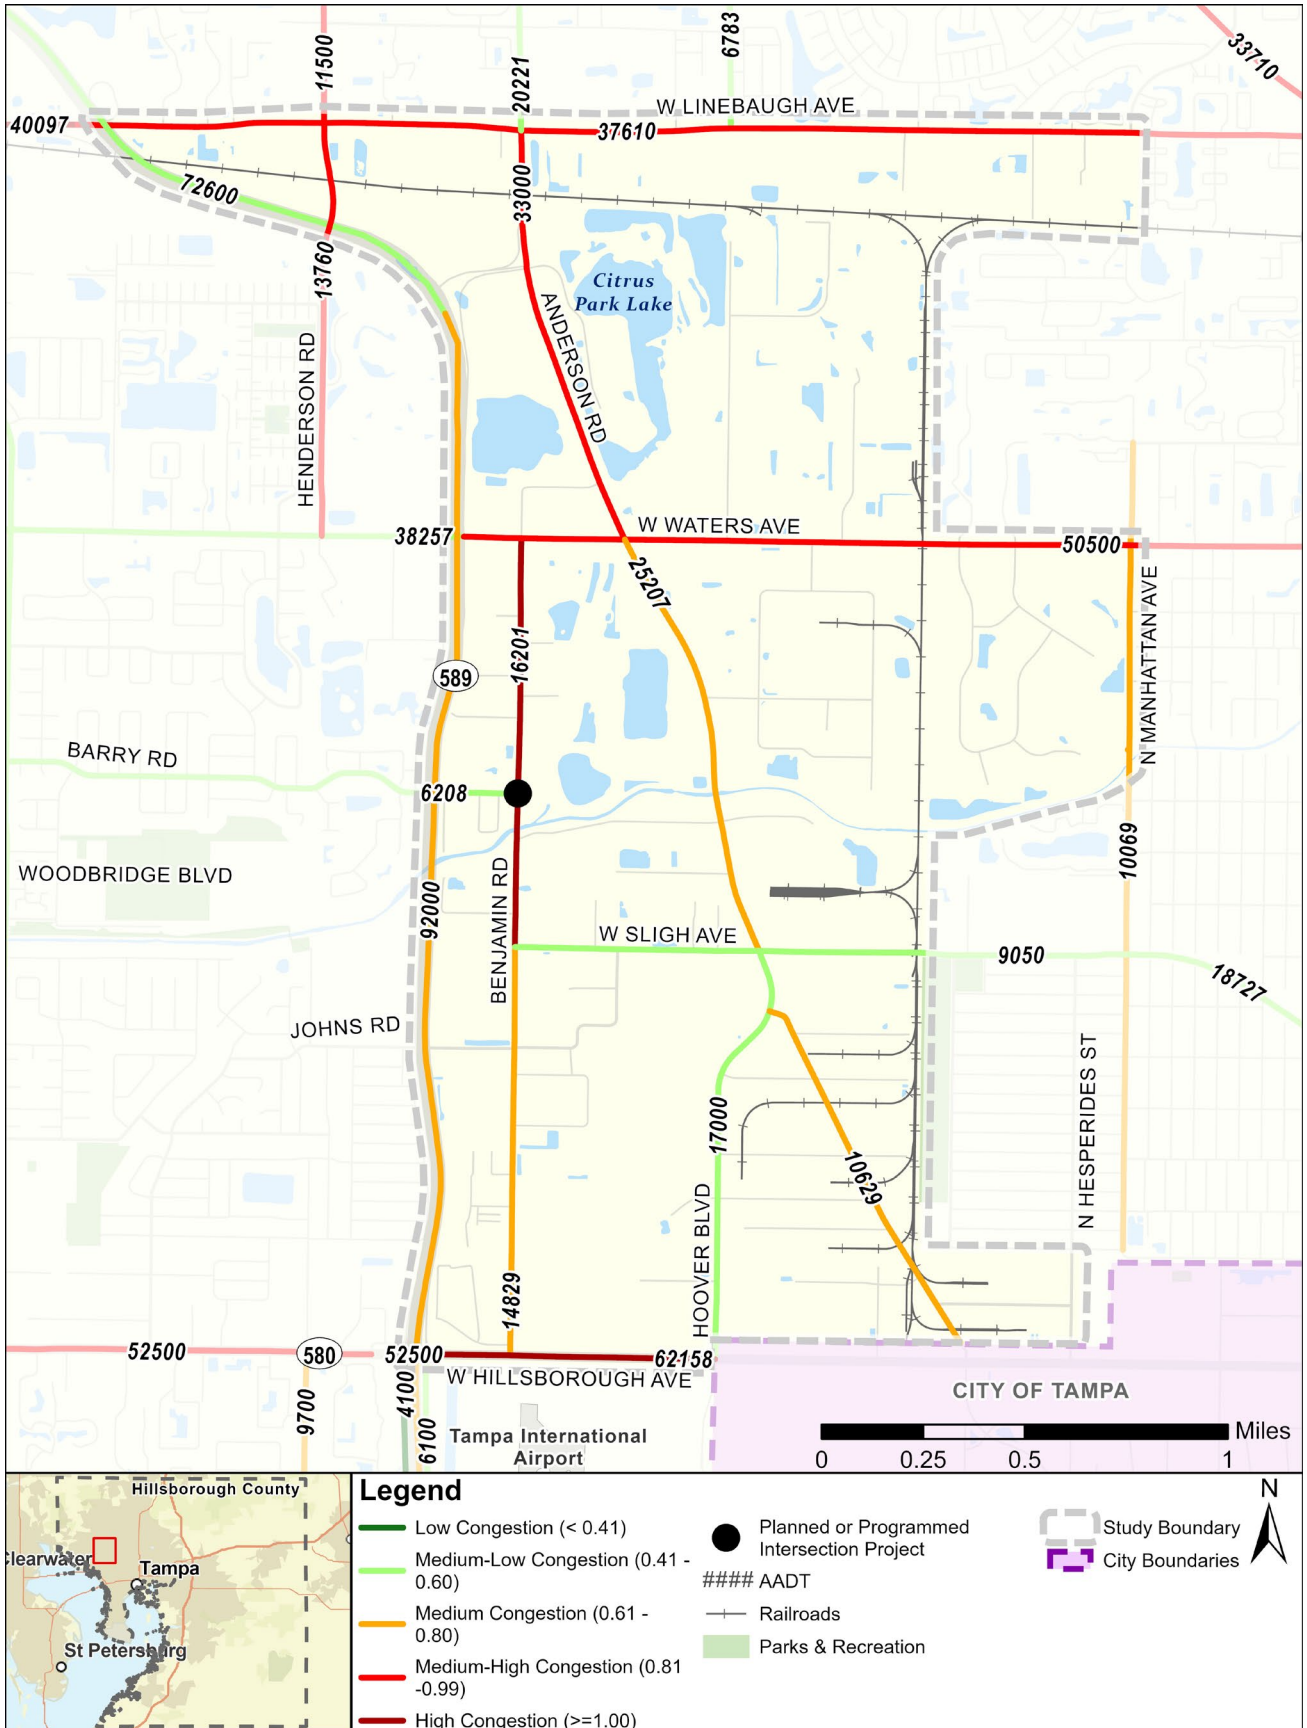 11500
20221
6783
33710
W LINEBAUGH AVE
40097
37610
72600
33000
13760
Citrus
Park Lake
ANDERSON RD
HENDERSON RD
W WATERS AVE
38257
50500
25207
N MANHATTAN AVE
16201
589
BARRY RD
6208
10069
WOODBRIDGE BLVD
92000
BENJAMIN RD
W SLIGH AVE
9050
18727
JOHNS RD
N HESPERIDES ST
17000
10629
HOOVER BLVD
14829
52500
580
52500
62158
W HILLSBOROUGH AVE
4100
9700
6100
CITY OF TAMPA
Tampa International
Airport
Miles
0 0.25 0.5 1
Hillsborough County
Clearwater
Tampa
St Petersburg
Legend
Low Congestion (< 0.41)
Medium-Low Congestion (0.41 -
0.60)
Medium Congestion (0.61 -
0.80)
Medium-High Congestion (0.81
-0.99)
High Congestion (>=1.00)
Planned or Programmed
Intersection Project
#### AADT
Railroads
Parks & Recreation
Study Boundary
City Boundaries
N